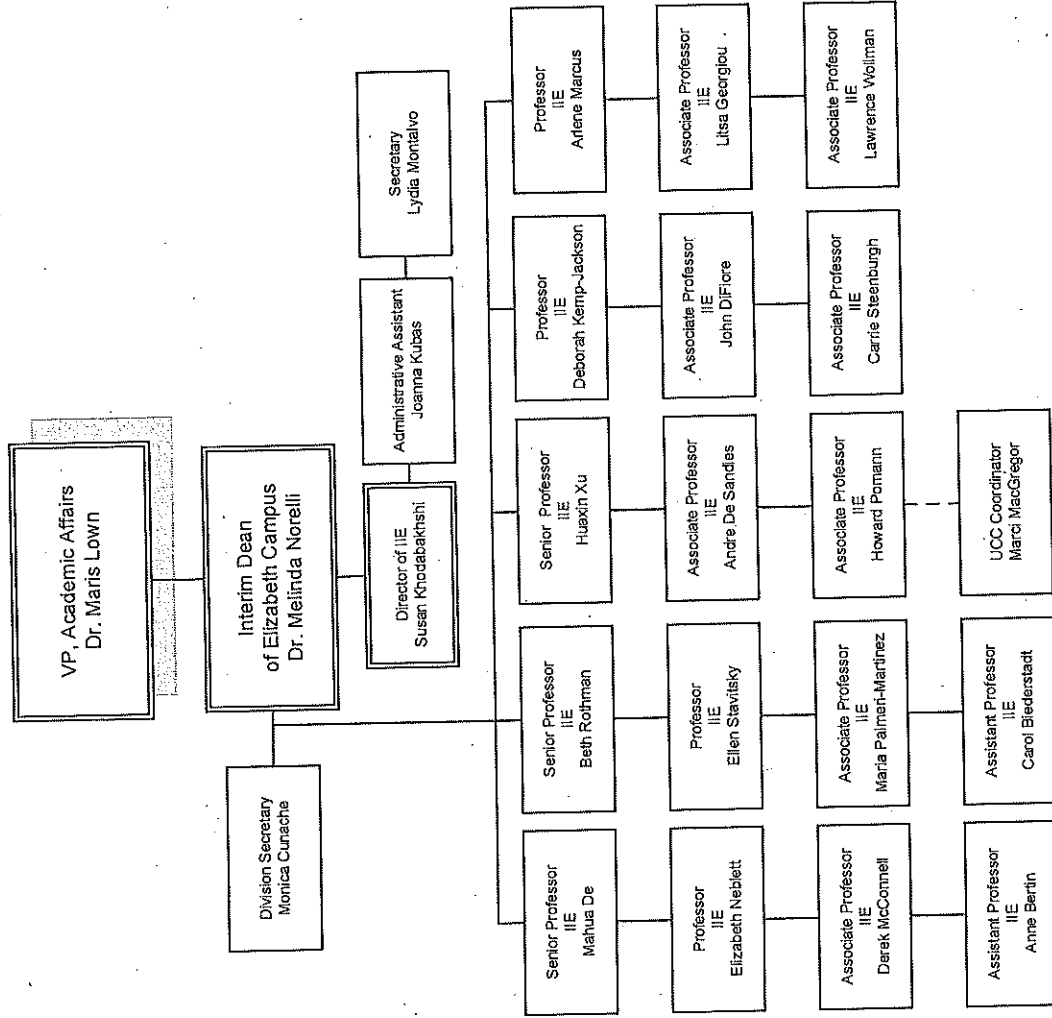 VP, Academic Affairs
Dr. Maris Lown
Interim Dean
of Elizabeth Campus
Dr. Melinda Norelli
Division Secretary
Monica Cunache
Director of IIE
Susan Khodabakhshi
Administrative Assistant
Joanna Kubas
Secretary
Lydia Montalvo
Senior Professor
IIE
Mahua De
Senior Professor
IIE
Beth Rothman
Senior Professor
IIE
Huaxin Xu
Professor
IIE
Deborah Kemp-Jackson
Professor
IIE
Arlene Marcus
Professor
IIE
Elizabeth Neblett
Professor
IIE
Ellen Stavitsky
Associate Professor
IIE
Andre De Sandies
Associate Professor
IIE
John DiFiore
Associate Professor
IIE
Litsa Georgiou
Associate Professor
IIE
Derek McConnell
Associate Professor
IIE
Maria Palmeri-Martinez
Associate Professor
IIE
Howard Pomann
Associate Professor
IIE
Carrie Steenburgh
Associate Professor
IIE
Lawrence Wollman
Assistant Professor
IIE
Anne Bertin
Assistant Professor
IIE
Carol Biederstadt
UCC Coordinator
Marci MacGregor